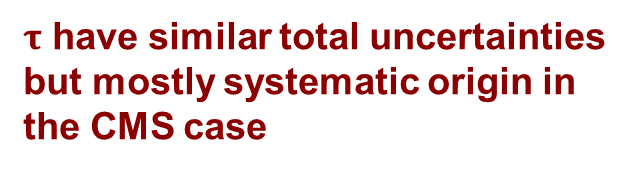 τ have similar total uncertainties
but mostly systematic origin in
the CMS case